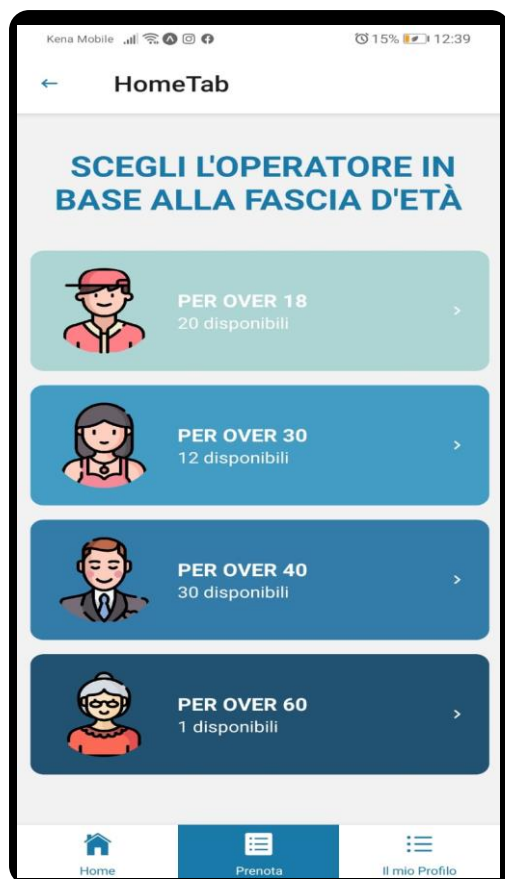 Kena Mobile 15% 12:39
← HomeTab
SCEGLI L'OPERATORE IN
BASE ALLA FASCIA D'ETÀ
PER OVER 18
20 disponibili
PER OVER 30
12 disponibili
PER OVER 40
30 disponibili
PER OVER 60
1 disponibili
Home Prenota Il mio Profilo